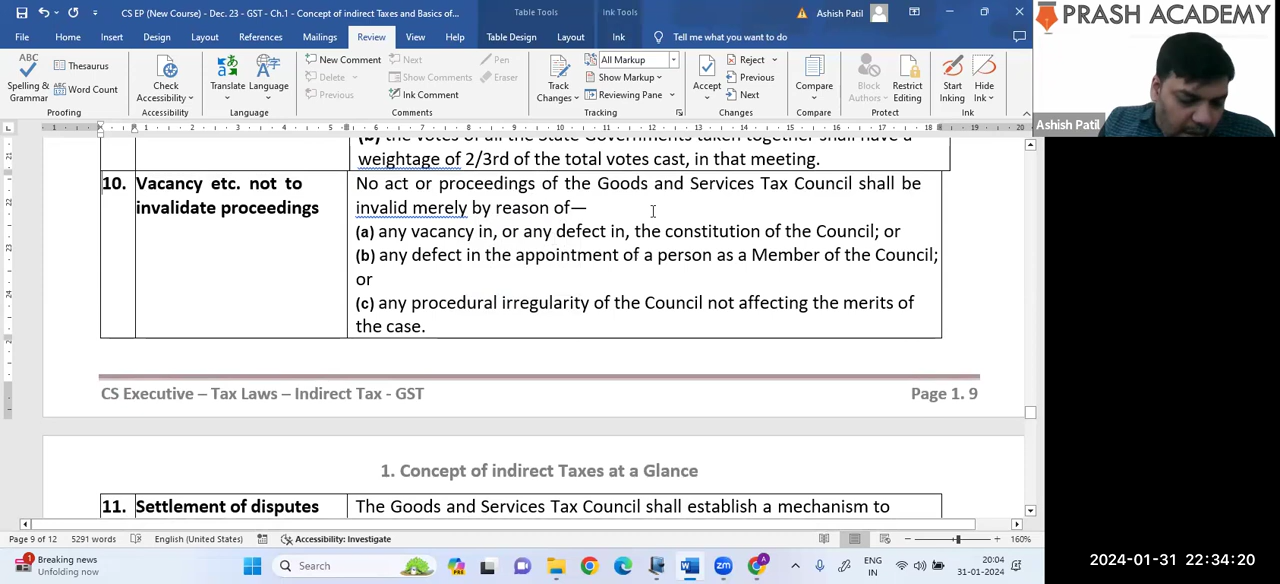 CS EP (New Course) - Dec. 23 - GST - Ch.1 - Concept of indirect Taxes and Basics of...
Table Tools
Ink Tools
Ashish Patil
PRASH ACADEMY
File Home Insert Design Layout References Mailings Review View Help Table Design Layout Ink Tell me what you want to do
ABC
Spelling & Grammar
Thesaurus
Word Count
Proofing
Check Accessibility
Accessibility
Translate
Language
Language
New Comment
Delete
Previous
Next
Show Comments
Ink Comment
Pen
Eraser
Comments
Track Changes
All Markup
Show Markup
Reviewing Pane
Tracking
Accept
Reject
Previous
Next
Changes
Compare
Compare
Block Authors
Restrict Editing
Protect
Start Inking
Hide Ink
Ink
Ashish Patil
weightage of 2/3rd of the total votes cast, in that meeting.
10. Vacancy etc. not to invalidate proceedings
No act or proceedings of the Goods and Services Tax Council shall be
invalid merely by reason of—
(a) any vacancy in, or any defect in, the constitution of the Council; or
(b) any defect in the appointment of a person as a Member of the Council;
or
(c) any procedural irregularity of the Council not affecting the merits of
the case.
CS Executive – Tax Laws – Indirect Tax - GST Page 1. 9
1. Concept of indirect Taxes at a Glance
11. Settlement of disputes The Goods and Services Tax Council shall establish a mechanism to
Page 9 of 12 5291 words English (United States) Accessibility: Investigate 160%
Breaking news
Unfolding now
Search
ENG
IN
20:04
31-01-2024
2024-01-31 22:34:20